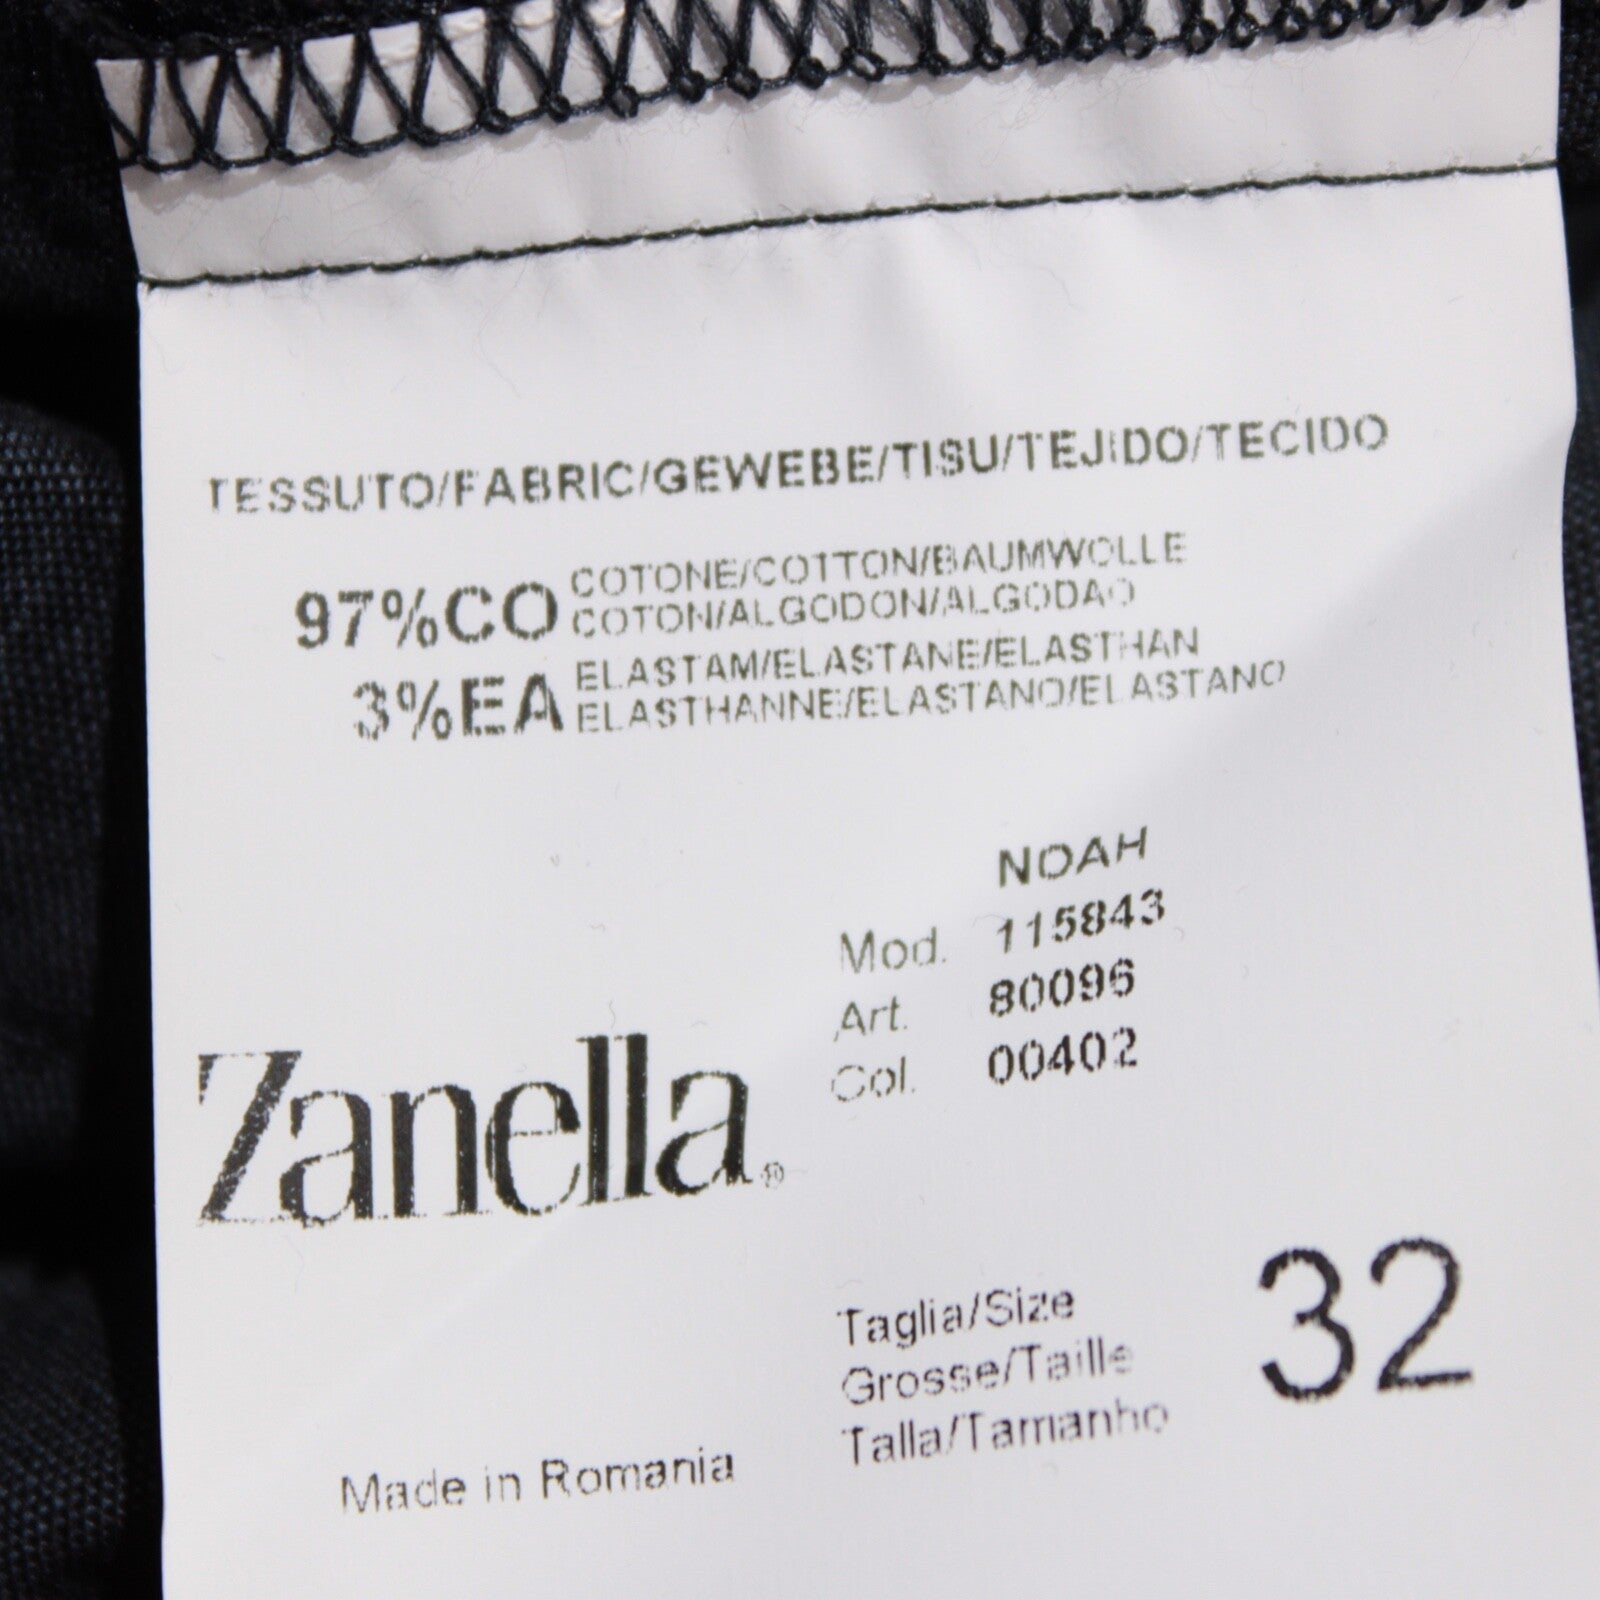 TESSUTO/FABRIC/GEWEBE/TISU/TEJIDO/TECIDO
97%CO COTONE/COTTON/BAUMWOLLE
COTON/ALGODON/ALGODAO
3%EA ELASTAM/ELASTANE/ELASTHAN
ELASTHANNE/ELASTANO/ELASTANO
NOAH
Mod. 115843
Art. 80096
Col. 00402
Zanella®
Taglia/Size
Grosse/Taille
Talla/Tamanho
32
Made in Romania